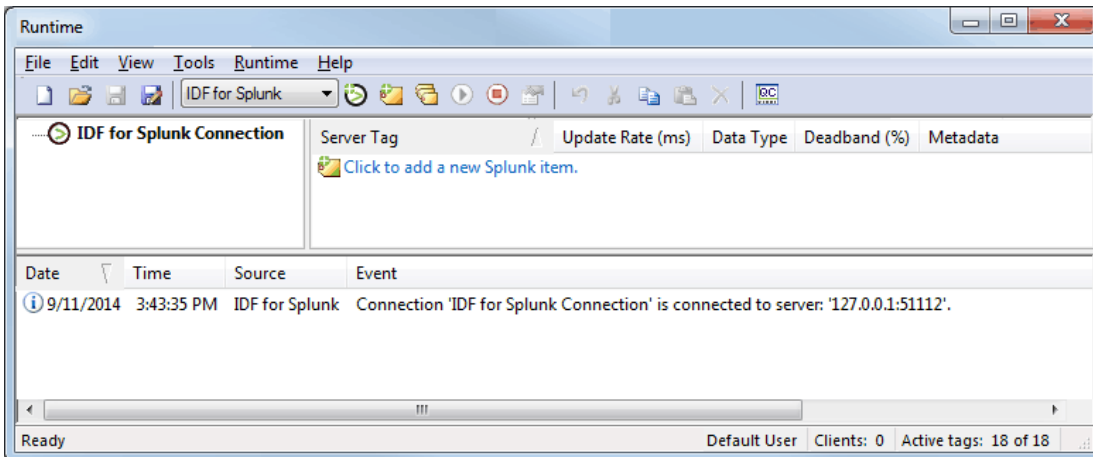 Runtime
File Edit View Tools Runtime Help
IDF for Splunk
QC
IDF for Splunk Connection
Server Tag Update Rate (ms) Data Type Deadband (%) Metadata
Click to add a new Splunk item.
Date Time Source Event
9/11/2014 3:43:35 PM IDF for Splunk Connection 'IDF for Splunk Connection' is connected to server: '127.0.0.1:51112'.
Ready Default User Clients: 0 Active tags: 18 of 18